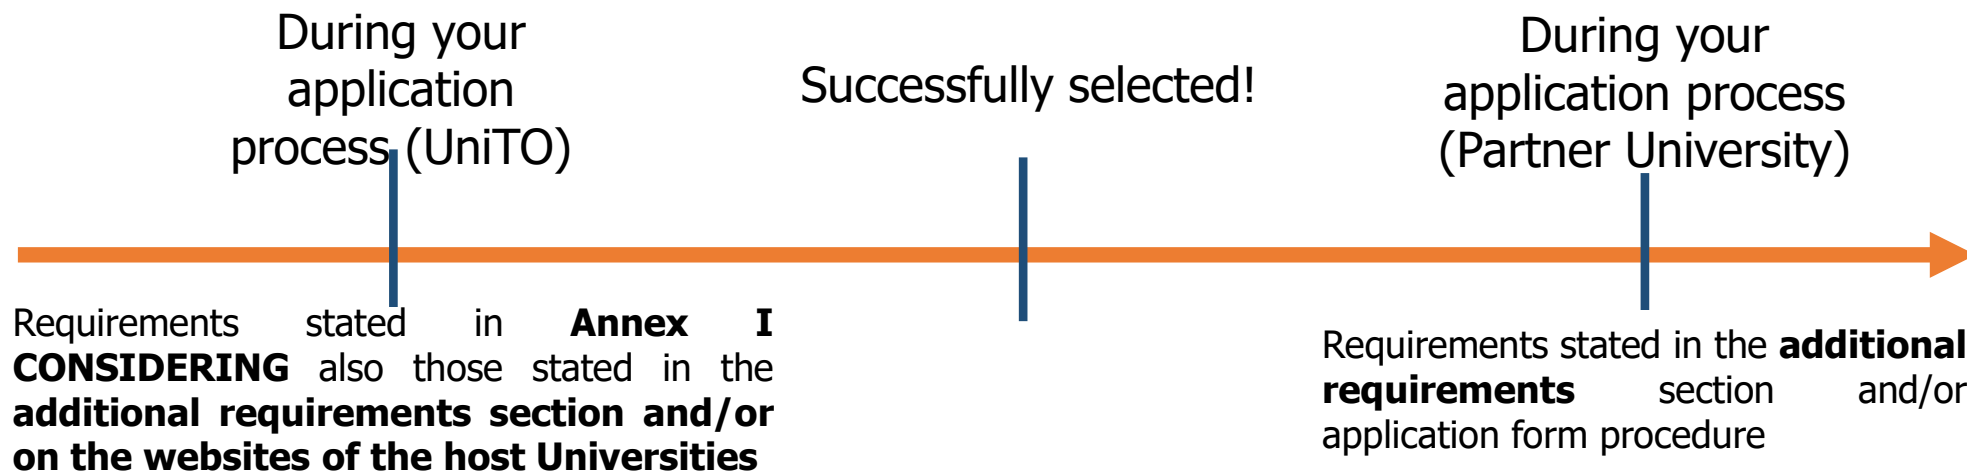 During your
application
process (UniTO)
Successfully selected!
During your
application process
(Partner University)
Requirements stated in Annex I
CONSIDERING also those stated in the
additional requirements section and/or
on the websites of the host Universities
Requirements stated in the additional
requirements section and/or
application form procedure